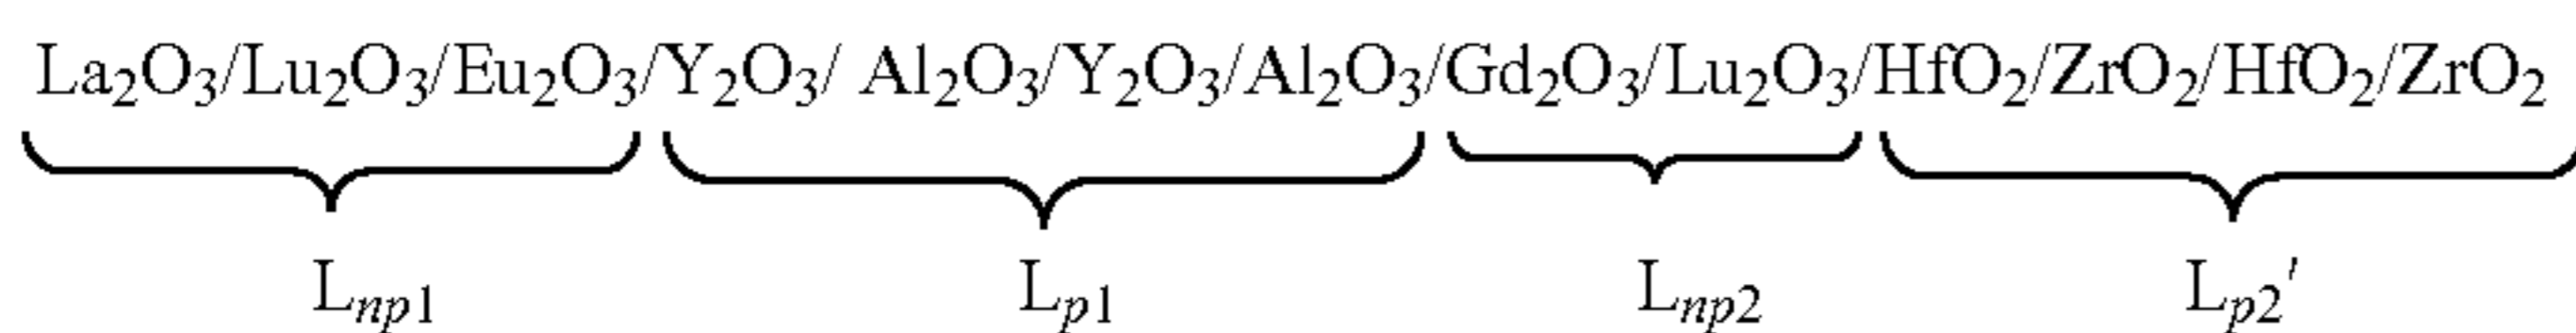 La₂O₃/Lu₂O₃/Eu₂O₃/Y₂O₃/ Al₂O₃/Y₂O₃/Al₂O₃/Gd₂O₃/Lu₂O₃/HfO₂/ZrO₂/HfO₂/ZrO₂
Lnp1 Lp1 Lnp2 Lp2′